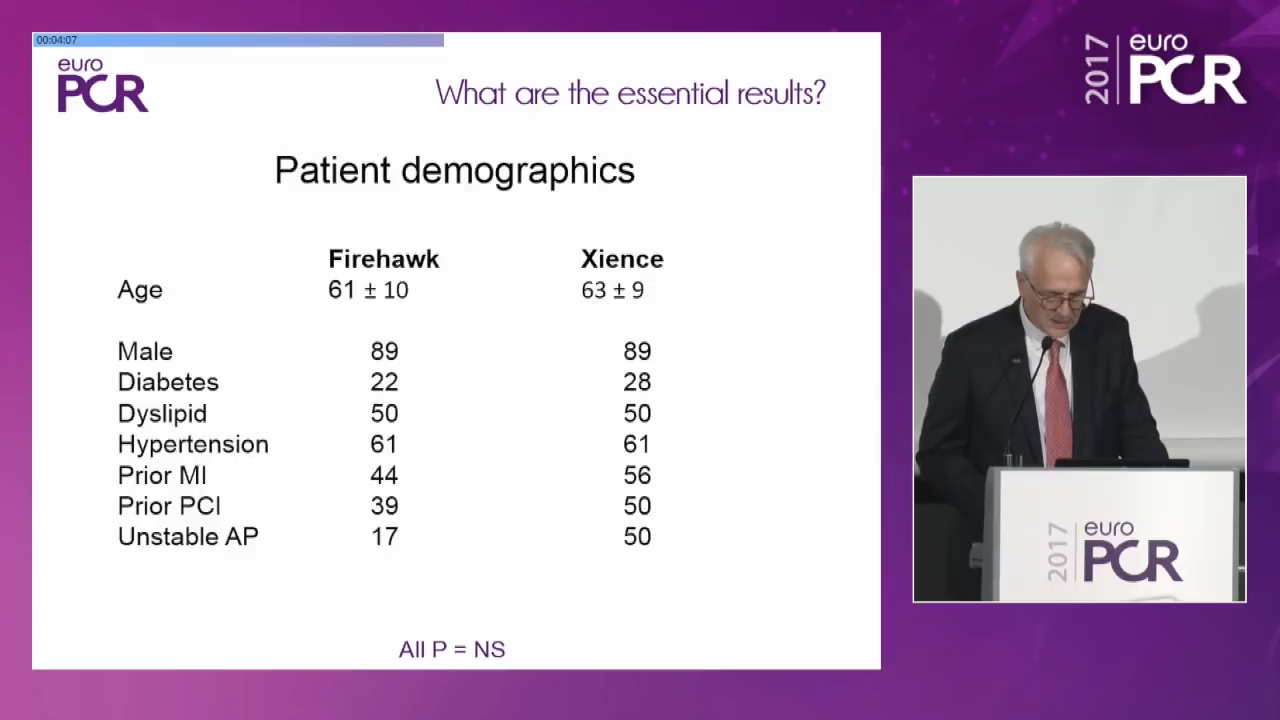 00:04:07
euro
PCR
What are the essential results?
Patient demographics
Firehawk Xience
Age 61 ± 10 63 ± 9
Male 89 89
Diabetes 22 28
Dyslipid 50 50
Hypertension 61 61
Prior MI 44 56
Prior PCI 39 50
Unstable AP 17 50
All P = NS
2017
euro
PCR
2017
euro
PCR